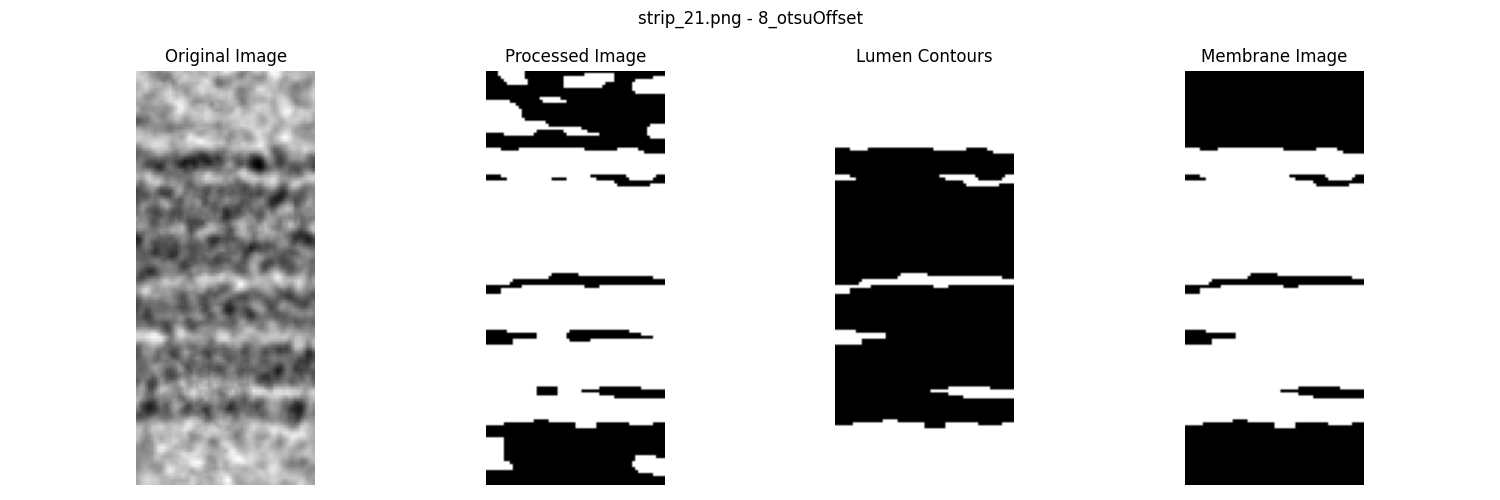 strip_21.png - 8_otsuOffset
Original Image
Processed Image
Lumen Contours
Membrane Image